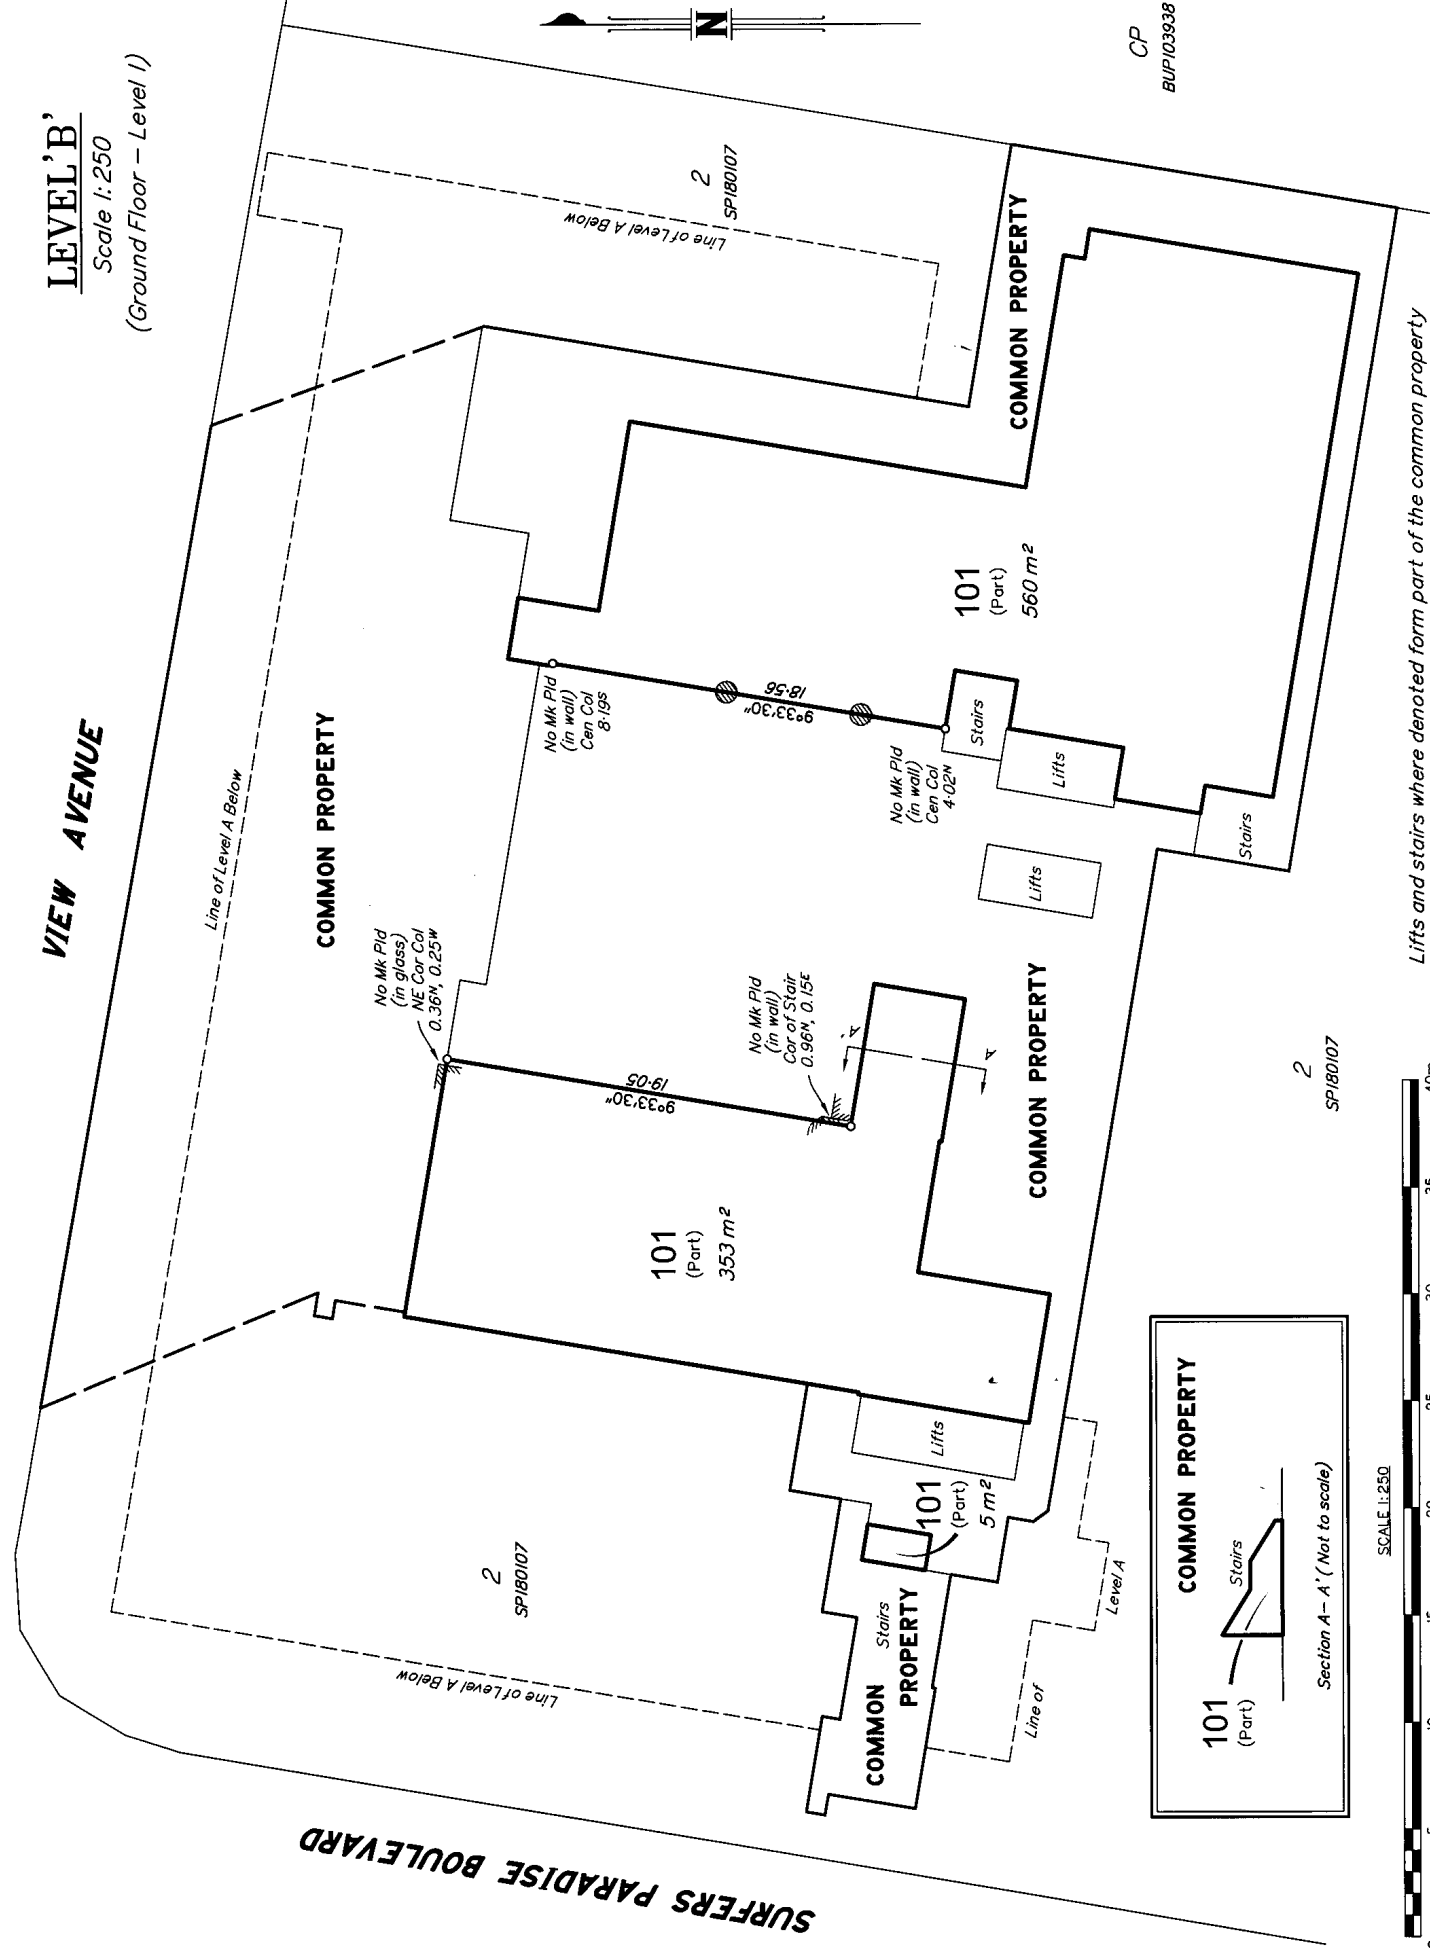 LEVEL 'B'
Scale 1:250
(Ground Floor – Level 1)
N
CP
BUP103938
VIEW AVENUE
2
SP180107
Line of Level A Below
Line of Level A Below
COMMON PROPERTY
COMMON PROPERTY
No Mk Pld
(in wall)
Cen Col
8·19S
18·56
9°33'30"
101
(Part)
560 m²
No Mk Pld
(in wall)
Cen Col
4·02N
Stairs
Lifts
Stairs
Lifts
No Mk Pld
(in glass)
NE Cor Col
0.36N, 0.25W
19·05
9°33'30"
No Mk Pld
(in wall)
Cor of Stair
0.96N, 0.15E
A'
A
COMMON PROPERTY
101
(Part)
353 m²
2
SP180107
Lifts
101
(Part)
5 m²
2
SP180107
Line of Level A Below
Stairs
COMMON
PROPERTY
Line of
Level A
SURFERS PARADISE BOULEVARD
COMMON PROPERTY
Stairs
101
(Part)
Section A – A' (Not to scale)
Lifts and stairs where denoted form part of the common property
SCALE 1:250